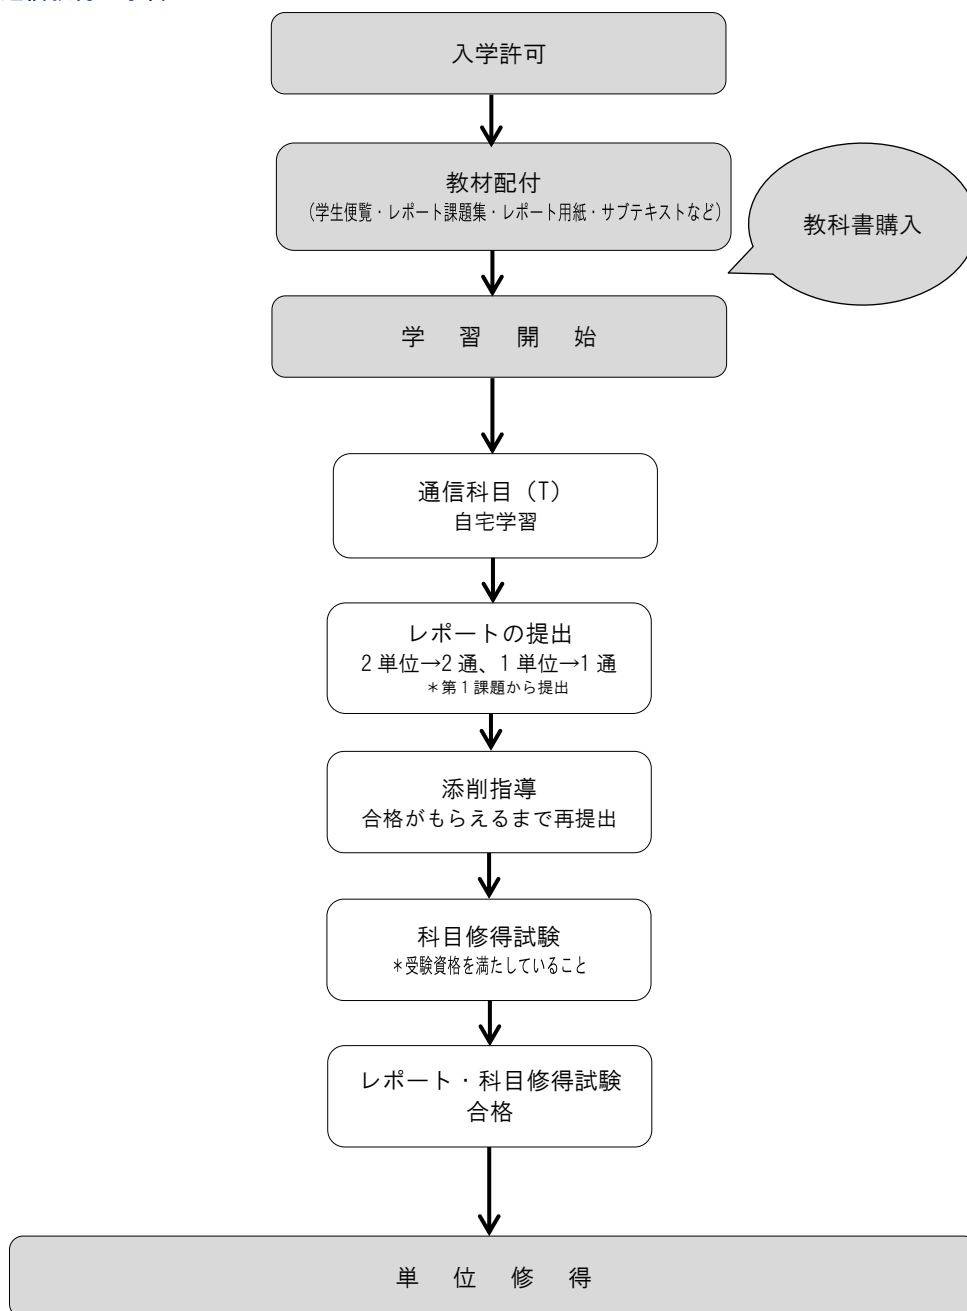 入学許可
教材配付
（学生便覧・レポート課題集・レポート用紙・サブテキストなど）
教科書購入
学 習 開 始
通信科目（T）
自宅学習
レポートの提出
2 単位→2 通、1 単位→1 通
＊第 1 課題から提出
添削指導
合格がもらえるまで再提出
科目修得試験
＊受験資格を満たしていること
レポート・科目修得試験
合格
単 位 修 得